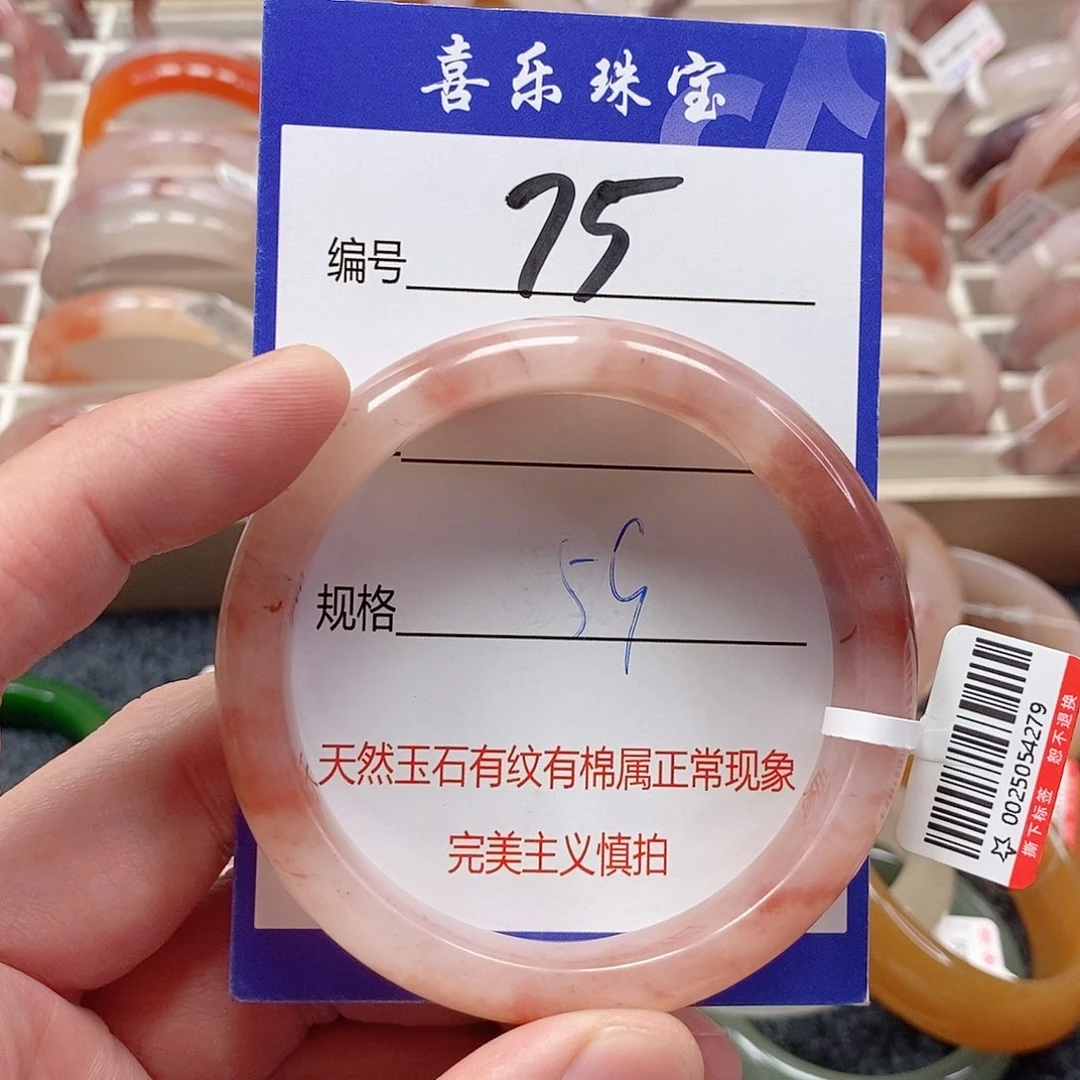 喜乐珠宝
编号 75
规格 59
天然玉石有纹有棉属正常现象
完美主义慎拍
0025054279
撕下标签 恕不退换